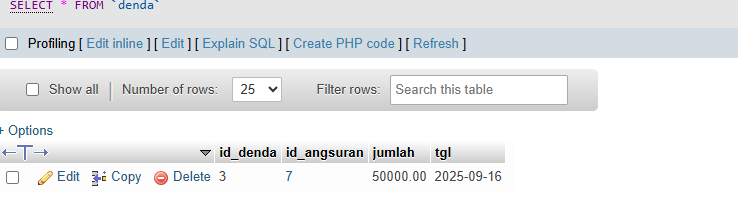 SELECT * FROM `denda`
Profiling [ Edit inline ] [ Edit ] [ Explain SQL ] [ Create PHP code ] [ Refresh ]
Show all Number of rows: 25 Filter rows: Search this table
+ Options
id_denda id_angsuran jumlah tgl
Edit Copy Delete 3 7 50000.00 2025-09-16